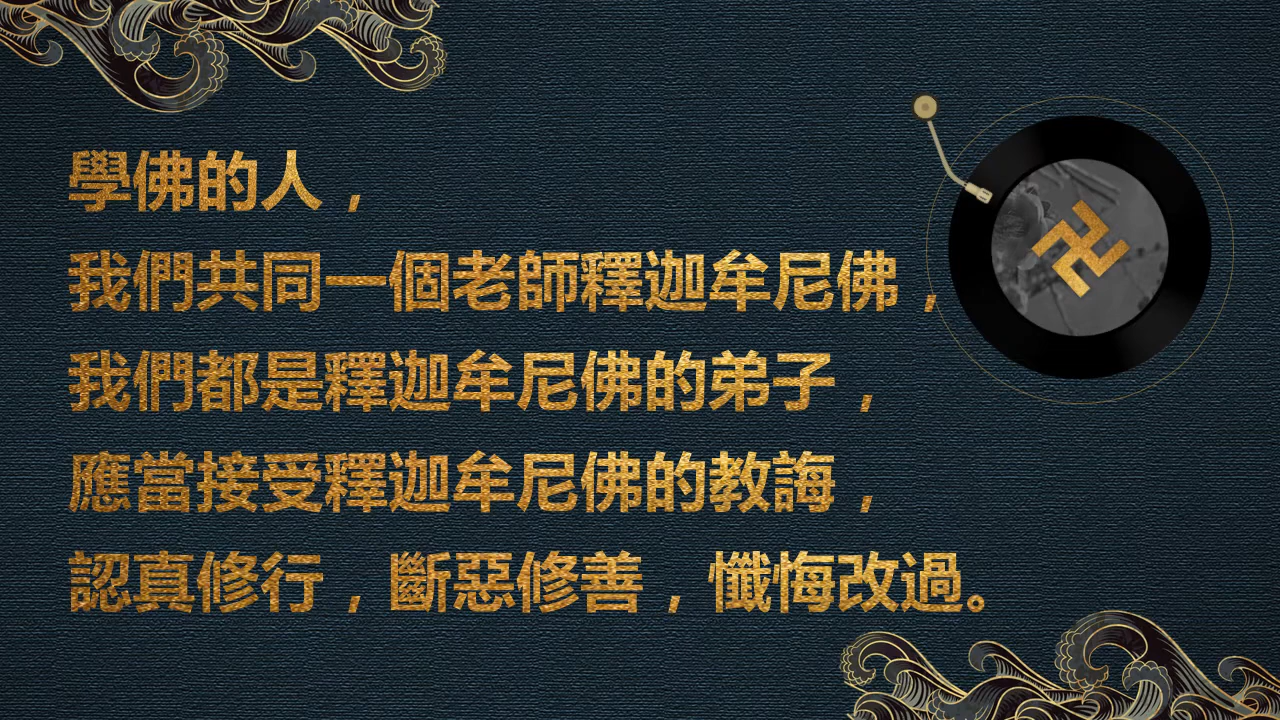 學佛的人，
我們共同一個老師釋迦牟尼佛，
我們都是釋迦牟尼佛的弟子，
應當接受釋迦牟尼佛的教誨，
認真修行，斷惡修善，懺悔改過。
卍